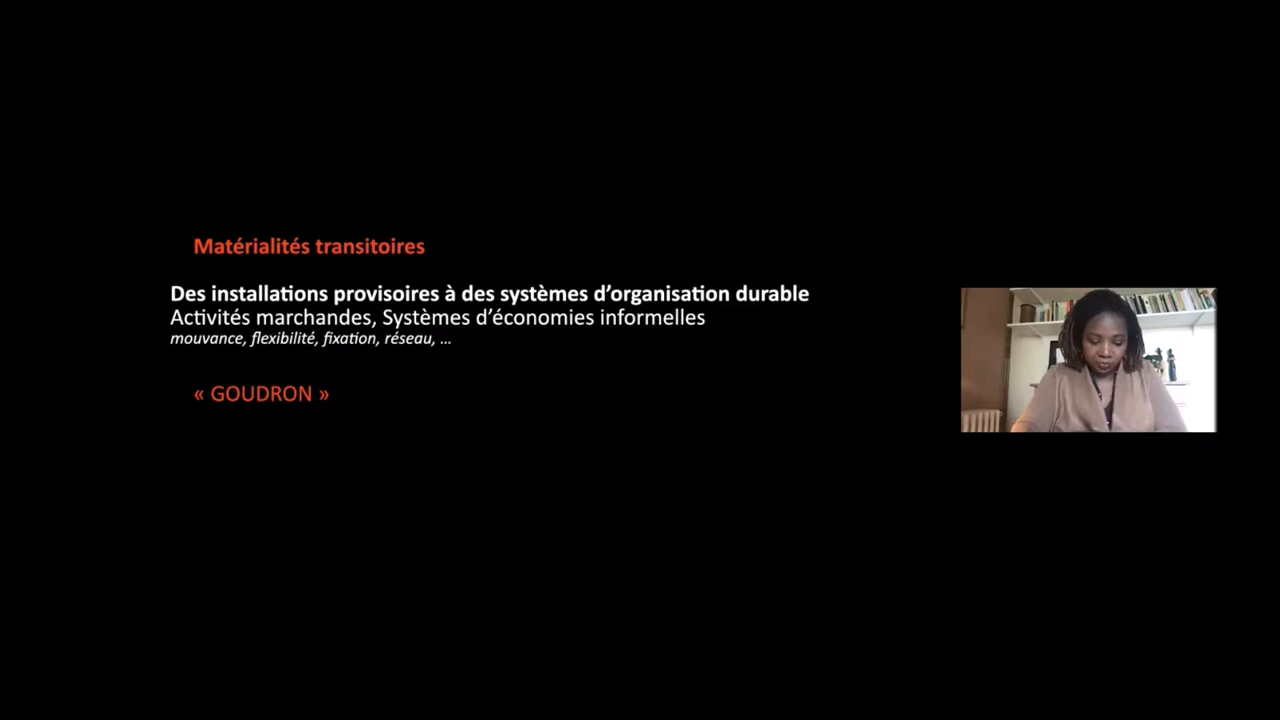 Matérialités transitoires
Des installations provisoires à des systèmes d’organisation durable
Activités marchandes, Systèmes d’économies informelles
mouvance, flexibilité, fixation, réseau, ...
« GOUDRON »